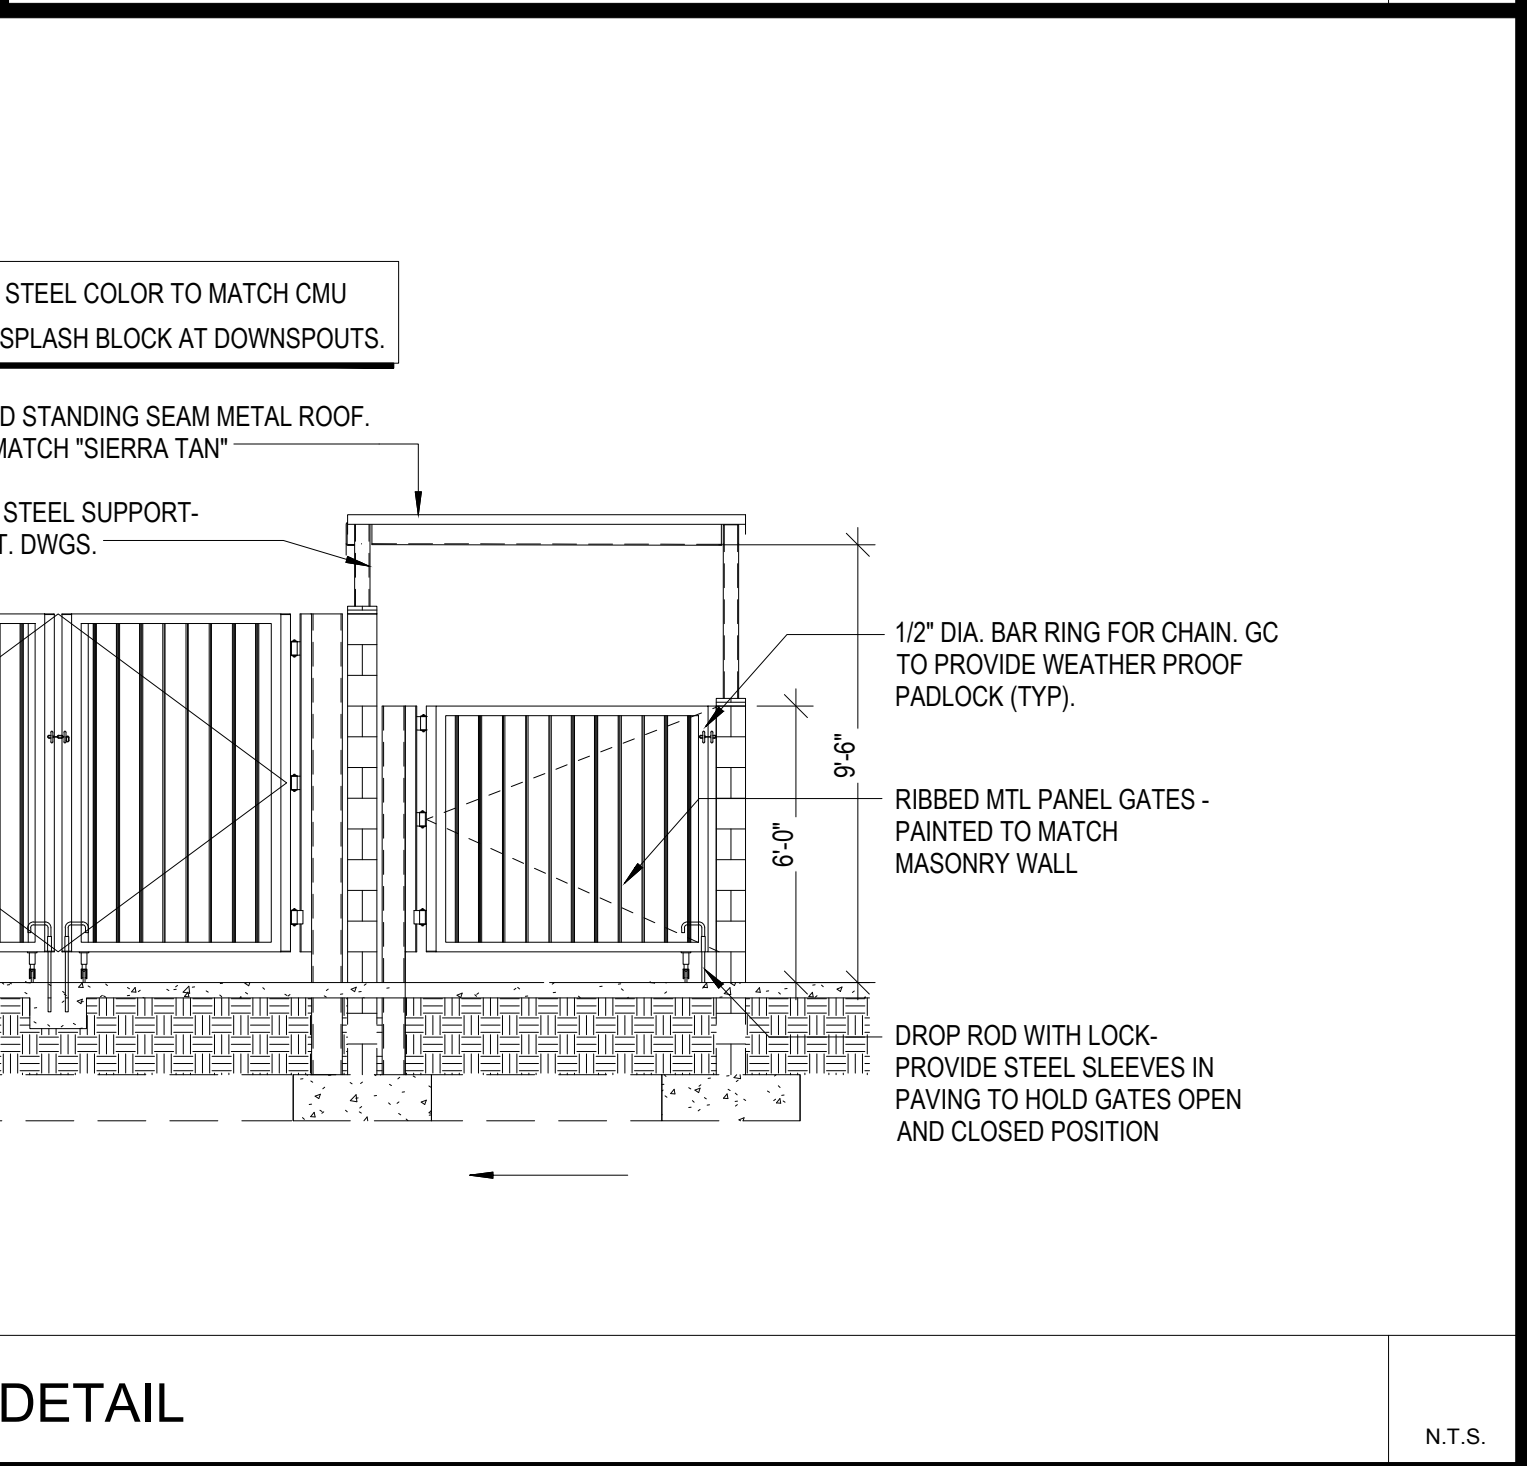 STEEL COLOR TO MATCH CMU
SPLASH BLOCK AT DOWNSPOUTS.
D STANDING SEAM METAL ROOF.
MATCH "SIERRA TAN"
STEEL SUPPORT-
T. DWGS.
1/2" DIA. BAR RING FOR CHAIN. GC
TO PROVIDE WEATHER PROOF
PADLOCK (TYP).
9'-6"
6'-0"
RIBBED MTL PANEL GATES -
PAINTED TO MATCH
MASONRY WALL
DROP ROD WITH LOCK-
PROVIDE STEEL SLEEVES IN
PAVING TO HOLD GATES OPEN
AND CLOSED POSITION
DETAIL
N.T.S.